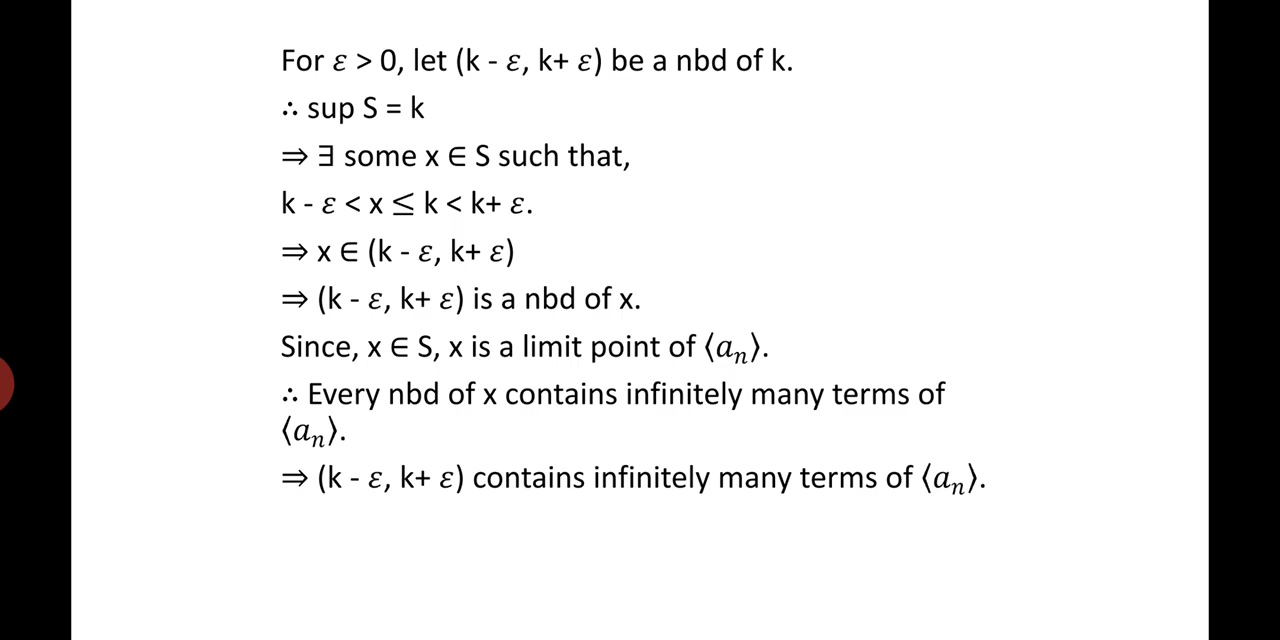 For ε > 0, let (k - ε, k+ ε) be a nbd of k.
∴ sup S = k
⇒ ∃ some x ∈ S such that,
k - ε < x ≤ k < k+ ε.
⇒ x ∈ (k - ε, k+ ε)
⇒ (k - ε, k+ ε) is a nbd of x.
Since, x ∈ S, x is a limit point of ⟨aₙ⟩.
∴ Every nbd of x contains infinitely many terms of
⟨aₙ⟩.
⇒ (k - ε, k+ ε) contains infinitely many terms of ⟨aₙ⟩.